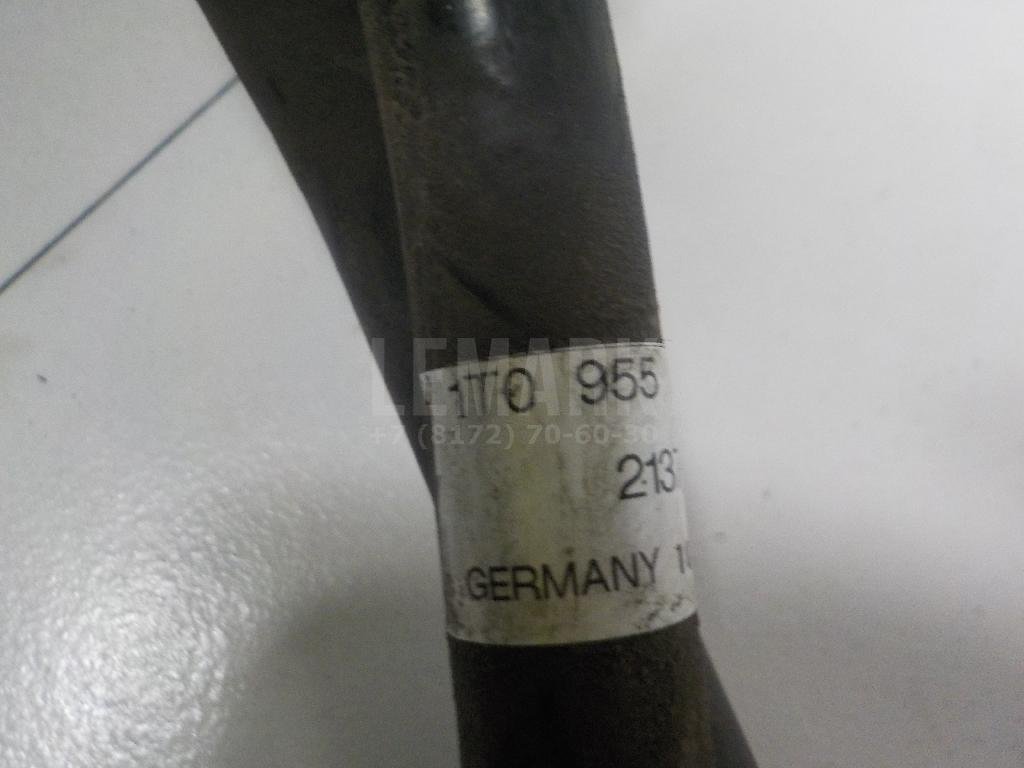 1T0 955
LEMARK
+7 (8172) 70-60-30
213
GERMANY